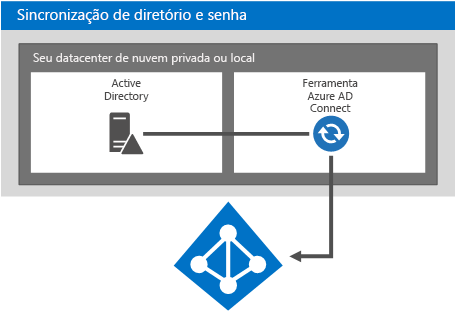 Sincronização de diretório e senha
Seu datacenter de nuvem privada ou local
Active
Directory
Ferramenta
Azure AD
Connect